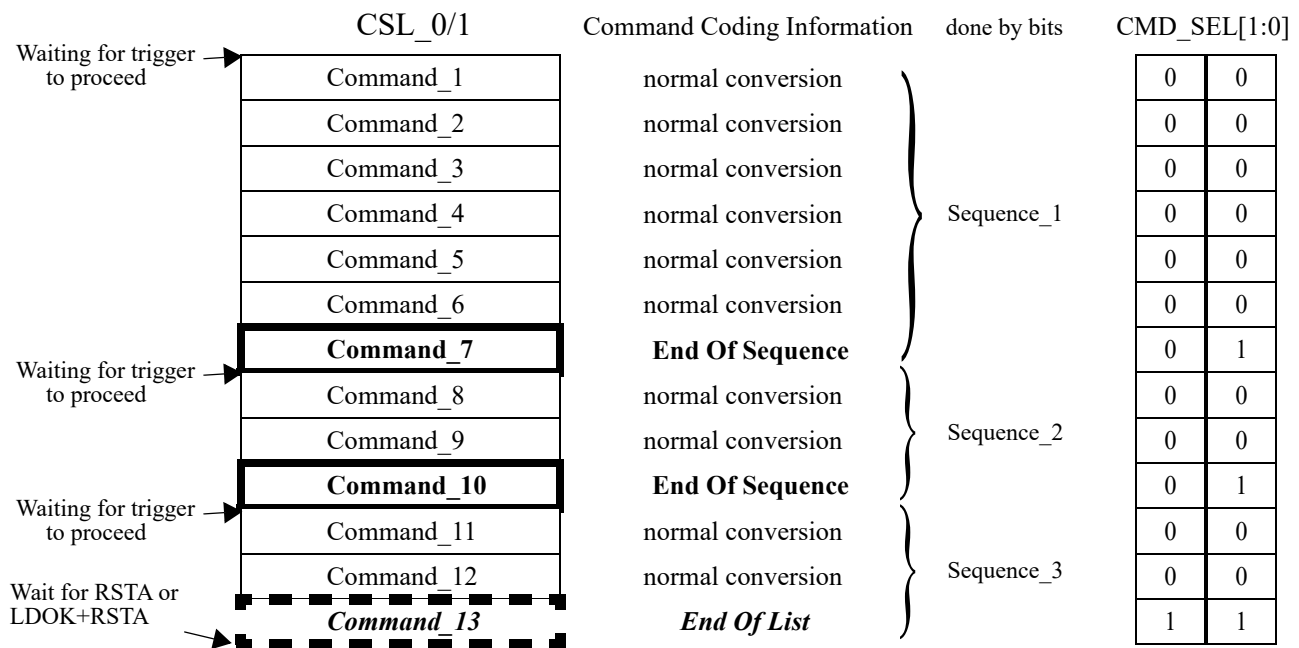 CSL_0/1 Command Coding Information done by bits CMD_SEL[1:0]
Waiting for trigger
to proceed
Command_1 normal conversion 0 0
Command_2 normal conversion 0 0
Command_3 normal conversion 0 0
Command_4 normal conversion Sequence_1 0 0
Command_5 normal conversion 0 0
Command_6 normal conversion 0 0
Command_7 End Of Sequence 0 1
Waiting for trigger
to proceed
Command_8 normal conversion 0 0
Command_9 normal conversion Sequence_2 0 0
Command_10 End Of Sequence 0 1
Waiting for trigger
to proceed
Command_11 normal conversion 0 0
Command_12 normal conversion Sequence_3 0 0
Wait for RSTA or
LDOK+RSTA
Command_13 End Of List 1 1